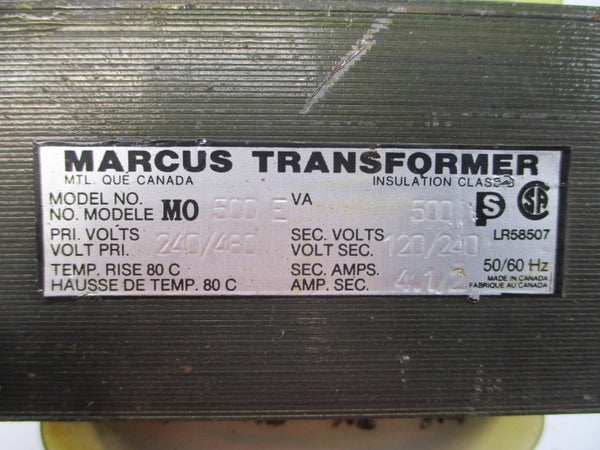 MARCUS TRANSFORMER
MTL. QUE CANADA INSULATION CLASS B
MODEL NO. NO. MODELE MO 500 E VA 500 S SA
PRI. VOLTS VOLT PRI. 240/480 SEC. VOLTS VOLT SEC. 120/240 LR58507
TEMP. RISE 80 C SEC. AMPS. 50/60 Hz
HAUSSE DE TEMP. 80 C AMP. SEC. 4.1/2
MADE IN CANADA
FABRIQUE AU CANADA